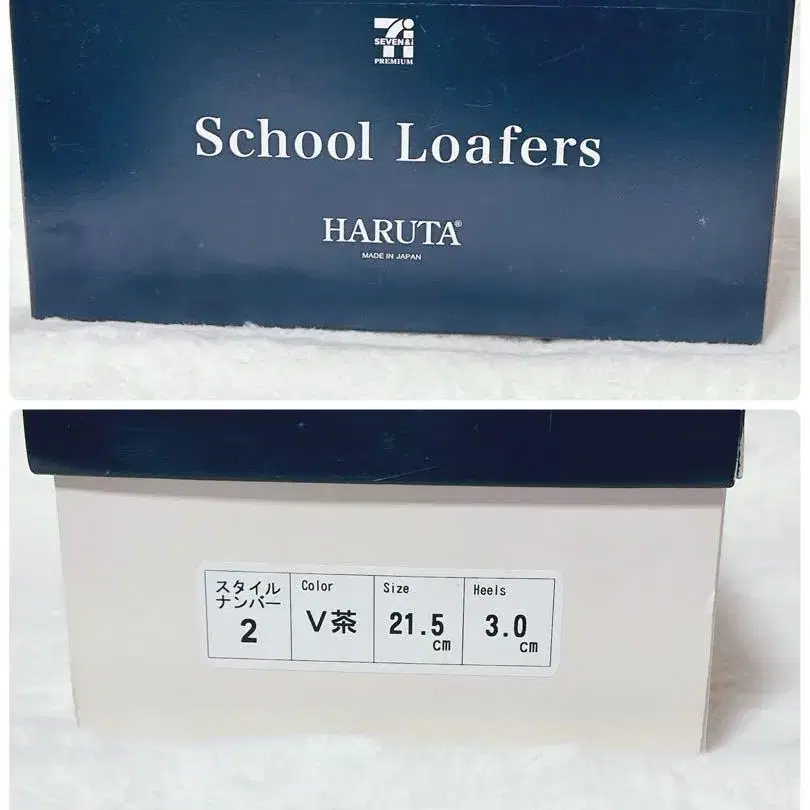 SEVEN&i
PREMIUM
School Loafers
HARUTA®
MADE IN JAPAN
スタイル
ナンバー
2
Color
V茶
Size
21.5
cm
Heels
3.0
cm